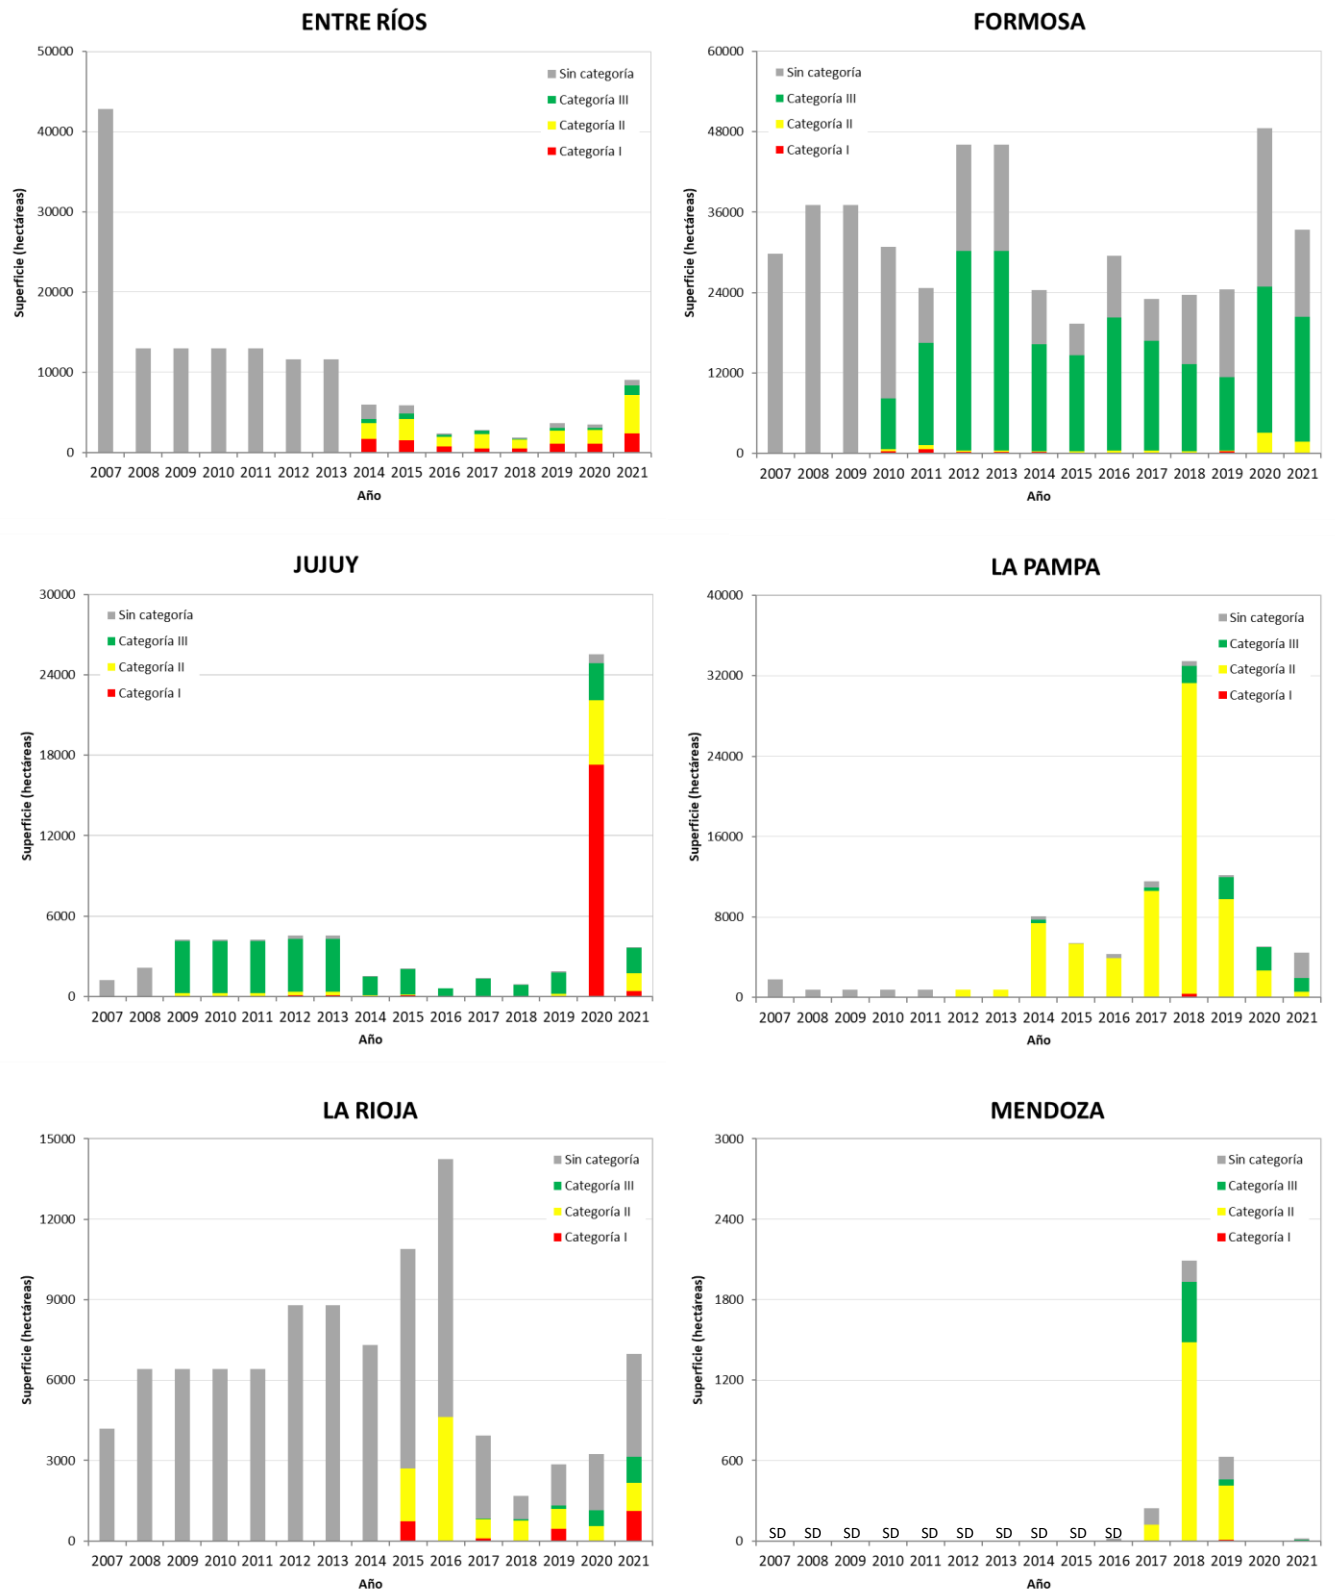 ENTRE RÍOS
50000
40000
30000
20000
10000
0
Superficie (hectáreas)
Sin categoría
Categoría III
Categoría II
Categoría I
2007 2008 2009 2010 2011 2012 2013 2014 2015 2016 2017 2018 2019 2020 2021
Año
FORMOSA
60000
48000
36000
24000
12000
0
Superficie (hectáreas)
Sin categoría
Categoría III
Categoría II
Categoría I
2007 2008 2009 2010 2011 2012 2013 2014 2015 2016 2017 2018 2019 2020 2021
Año
JUJUY
30000
24000
18000
12000
6000
0
Superficie (hectáreas)
Sin categoría
Categoría III
Categoría II
Categoría I
2007 2008 2009 2010 2011 2012 2013 2014 2015 2016 2017 2018 2019 2020 2021
Año
LA PAMPA
40000
32000
24000
16000
8000
0
Superficie (hectáreas)
Sin categoría
Categoría III
Categoría II
Categoría I
2007 2008 2009 2010 2011 2012 2013 2014 2015 2016 2017 2018 2019 2020 2021
Año
LA RIOJA
15000
12000
9000
6000
3000
0
Superficie (hectáreas)
Sin categoría
Categoría III
Categoría II
Categoría I
2007 2008 2009 2010 2011 2012 2013 2014 2015 2016 2017 2018 2019 2020 2021
Año
MENDOZA
3000
2400
1800
1200
600
0
Superficie (hectáreas)
Sin categoría
Categoría III
Categoría II
Categoría I
SD SD SD SD SD SD SD SD SD SD
2007 2008 2009 2010 2011 2012 2013 2014 2015 2016 2017 2018 2019 2020 2021
Año